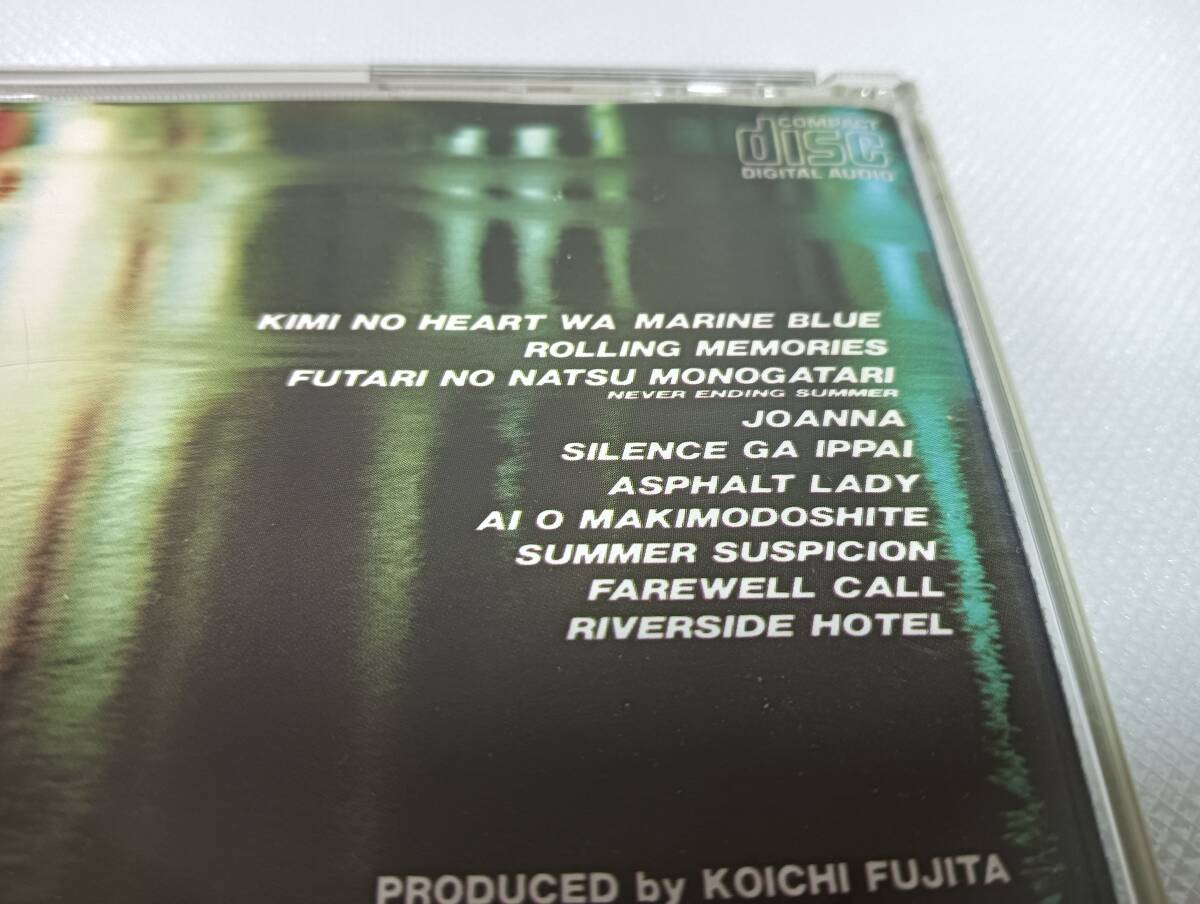 COMPACT
disc
DIGITAL AUDIO
KIMI NO HEART WA MARINE BLUE
ROLLING MEMORIES
FUTARI NO NATSU MONOGATARI
NEVER ENDING SUMMER
JOANNA
SILENCE GA IPPAI
ASPHALT LADY
AI O MAKIMODOSHITE
SUMMER SUSPICION
FAREWELL CALL
RIVERSIDE HOTEL
PRODUCED by KOICHI FUJITA